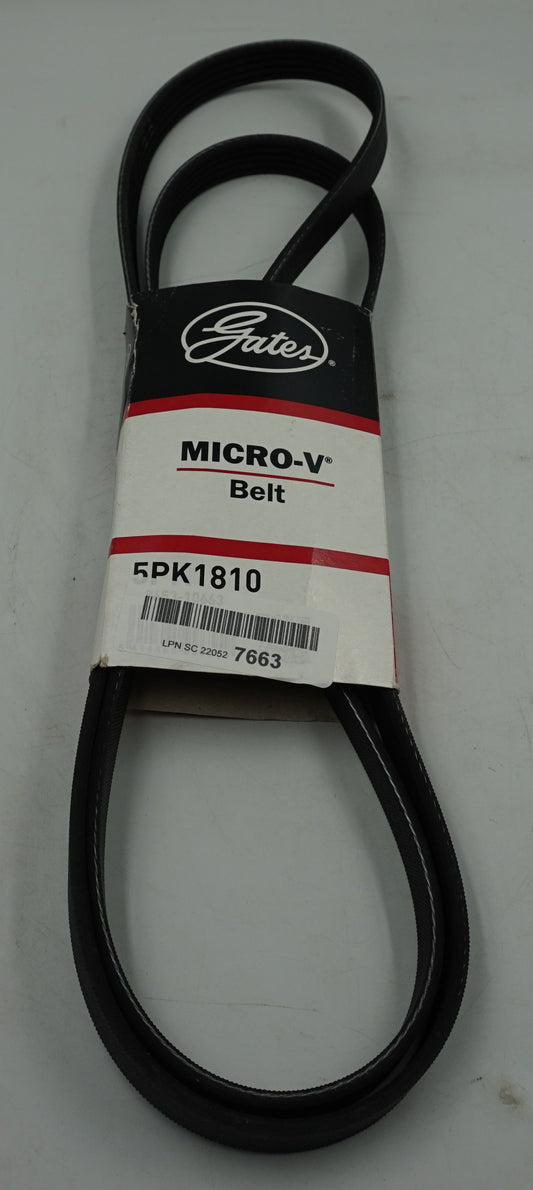 Gates®
MICRO-V®
Belt
5PK1810
LPN SC 22052 7663